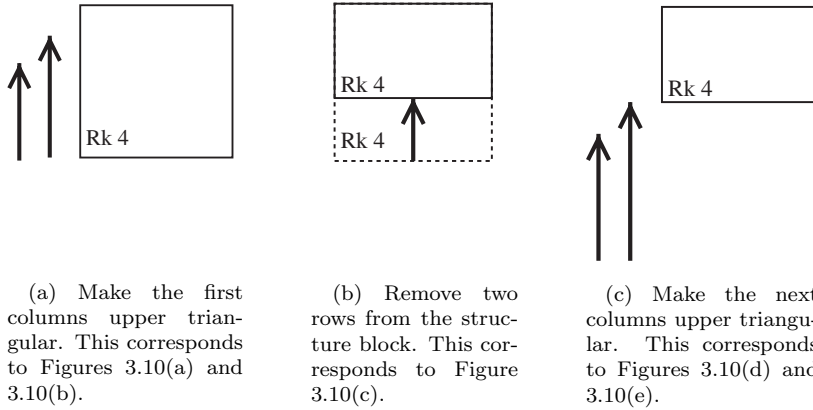 Rk 4
Rk 4
Rk 4
Rk 4
(a) Make the first
columns upper trian-
gular. This corresponds
to Figures 3.10(a) and
3.10(b).
(b) Remove two
rows from the struc-
ture block. This cor-
responds to Figure
3.10(c).
(c) Make the next
columns upper triangu-
lar. This corresponds
to Figures 3.10(d) and
3.10(e).